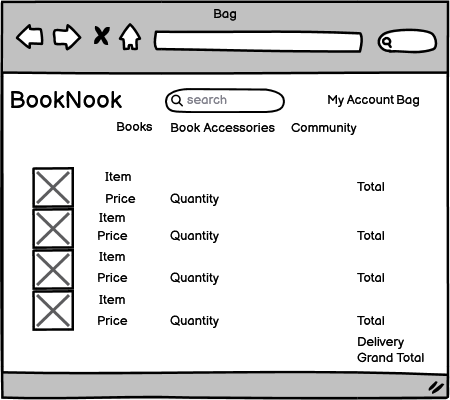 Bag
BookNook search My Account Bag
Books Book Accessories Community
Item
Total
Price Quantity
Item
Price Quantity Total
Item
Price Quantity Total
Item
Price Quantity Total
Delivery
Grand Total